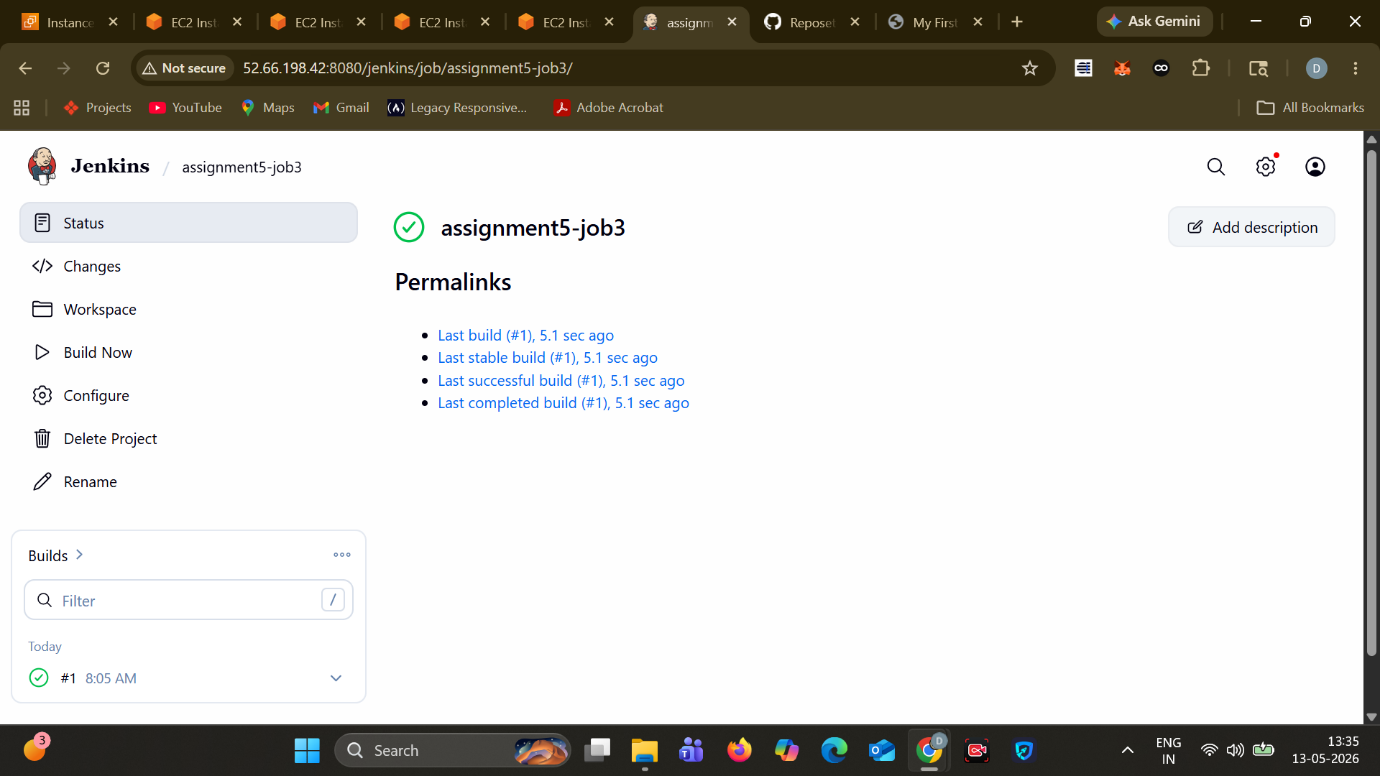 Instance
EC2 Inst
EC2 Inst
EC2 Inst
EC2 Inst
assignm
Reposet
My First
Ask Gemini
Not secure
52.66.198.42:8080/jenkins/job/assignment5-job3/
D
Projects
YouTube
Maps
Gmail
Legacy Responsive...
Adobe Acrobat
All Bookmarks
Jenkins / assignment5-job3
Status
Changes
Workspace
Build Now
Configure
Delete Project
Rename
assignment5-job3
Add description
Permalinks
Last build (#1), 5.1 sec ago
Last stable build (#1), 5.1 sec ago
Last successful build (#1), 5.1 sec ago
Last completed build (#1), 5.1 sec ago
Builds
Filter /
Today
#1 8:05 AM
3
Search
D
ENG
IN
13:35
13-05-2026